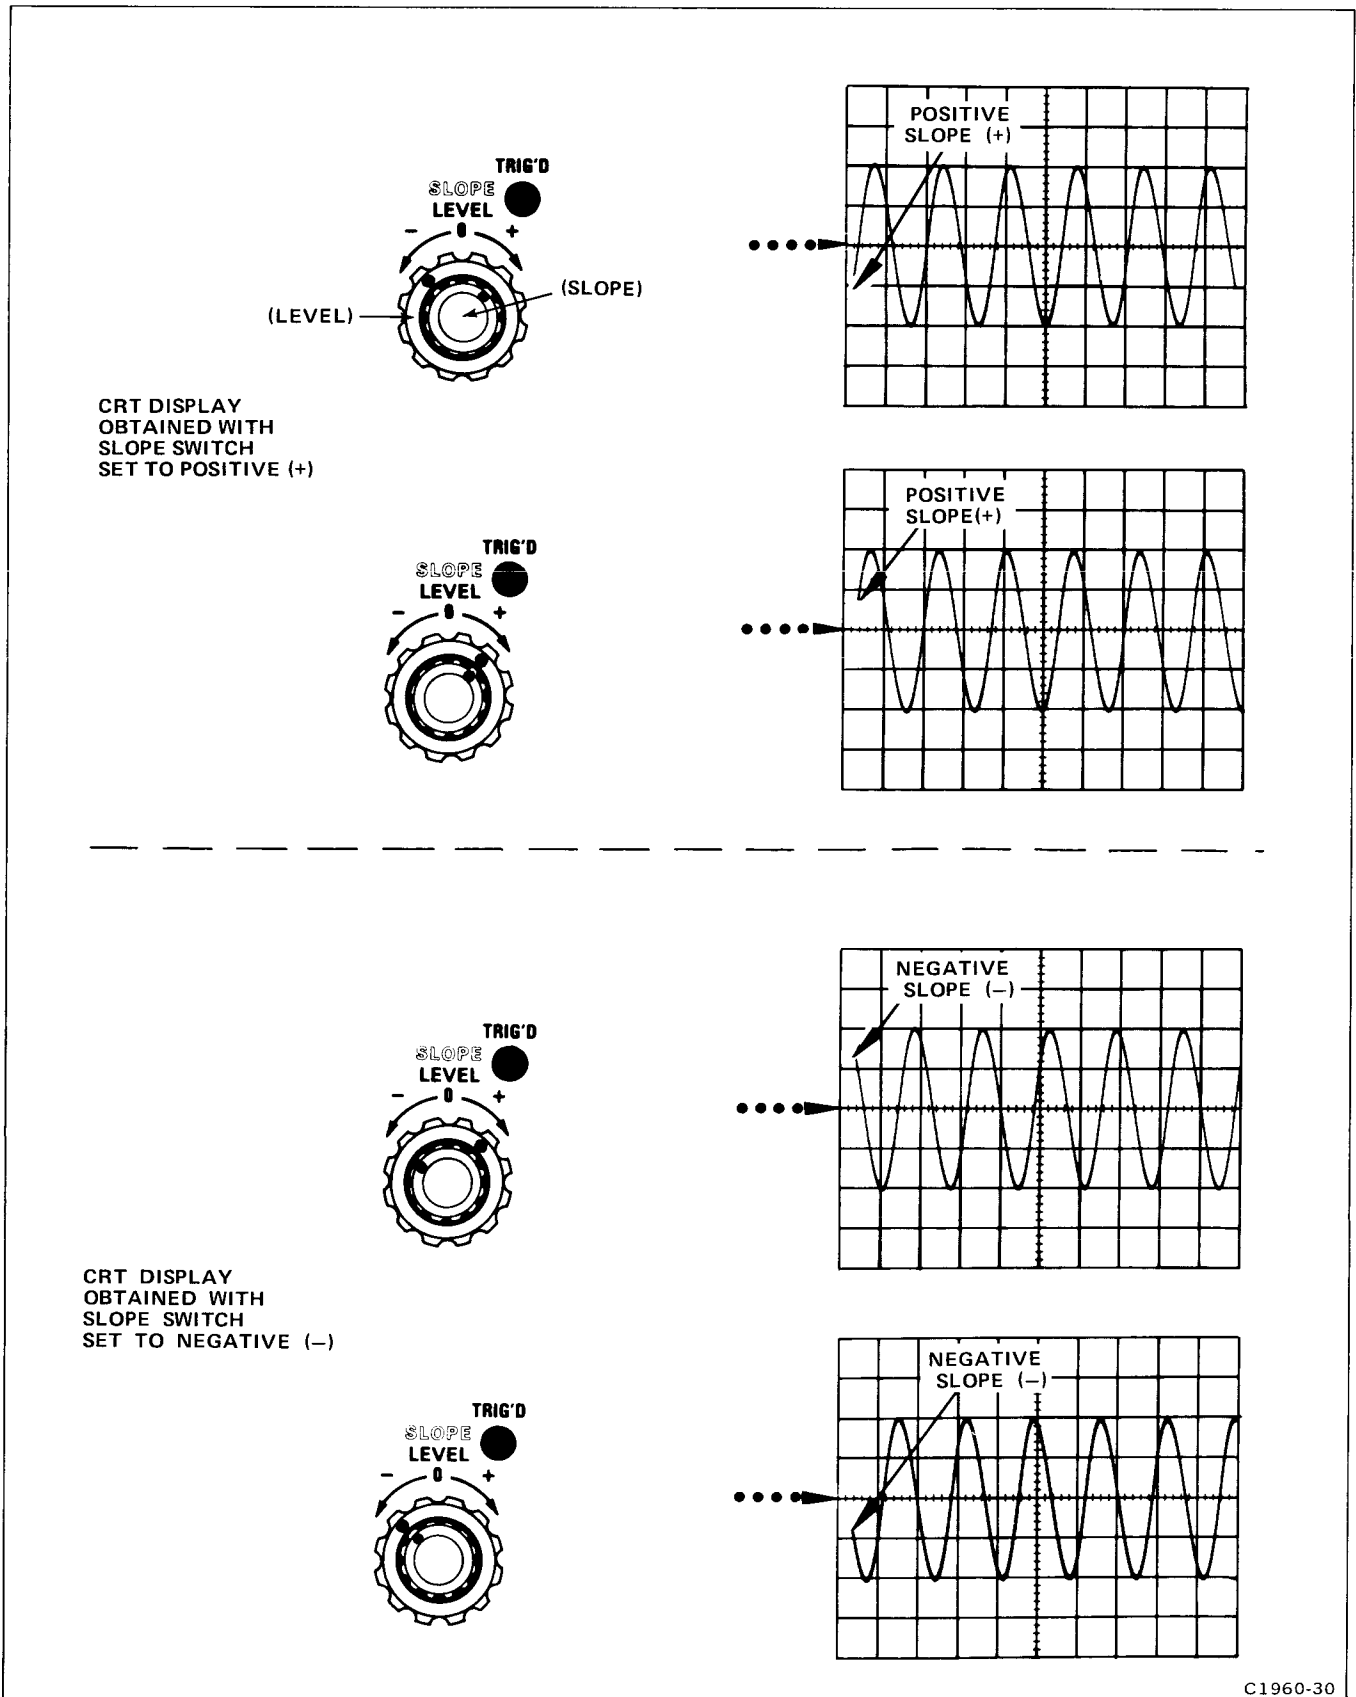 POSITIVE
SLOPE (+)
TRIG'D
SLOPE
LEVEL
- 0 +
(SLOPE)
(LEVEL)
CRT DISPLAY
OBTAINED WITH
SLOPE SWITCH
SET TO POSITIVE (+)
POSITIVE
SLOPE(+)
TRIG'D
SLOPE
LEVEL
- 0 +
NEGATIVE
SLOPE (—)
TRIG'D
SLOPE
LEVEL
- 0 +
CRT DISPLAY
OBTAINED WITH
SLOPE SWITCH
SET TO NEGATIVE (—)
NEGATIVE
SLOPE (—)
TRIG'D
SLOPE
LEVEL
- 0 +
C1960-30